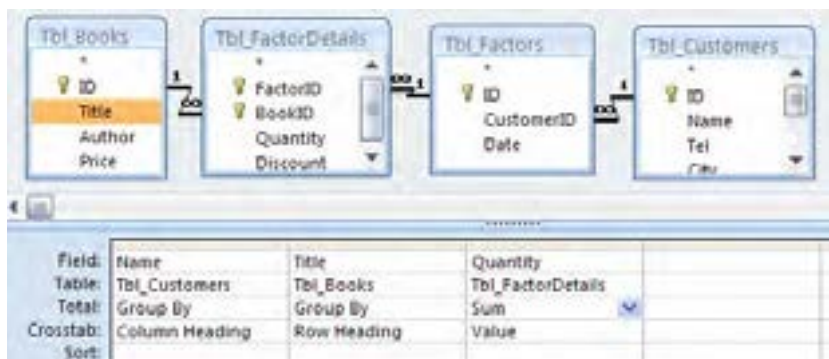 Tbl_Books
*
ID
Title
Author
Price
1
∞
Tbl_FactorDetails
*
FactorID
BookID
Quantity
Discount
∞
1
Tbl_Factors
*
ID
CustomerID
Date
∞
1
Tbl_Customers
*
ID
Name
Tel
City
Field: Name Title Quantity
Table: Tbl_Customers Tbl_Books Tbl_FactorDetails
Total: Group By Group By Sum
Crosstab: Column Heading Row Heading Value
Sort: